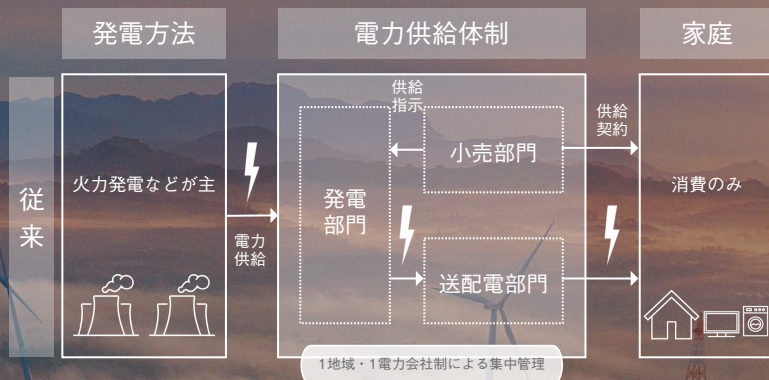 発電方法
電力供給体制
家庭
従来
火力発電などが主
電力
供給
発電
部門
供給
指示
小売部門
送配電部門
供給
契約
消費のみ
1地域・1電力会社制による集中管理